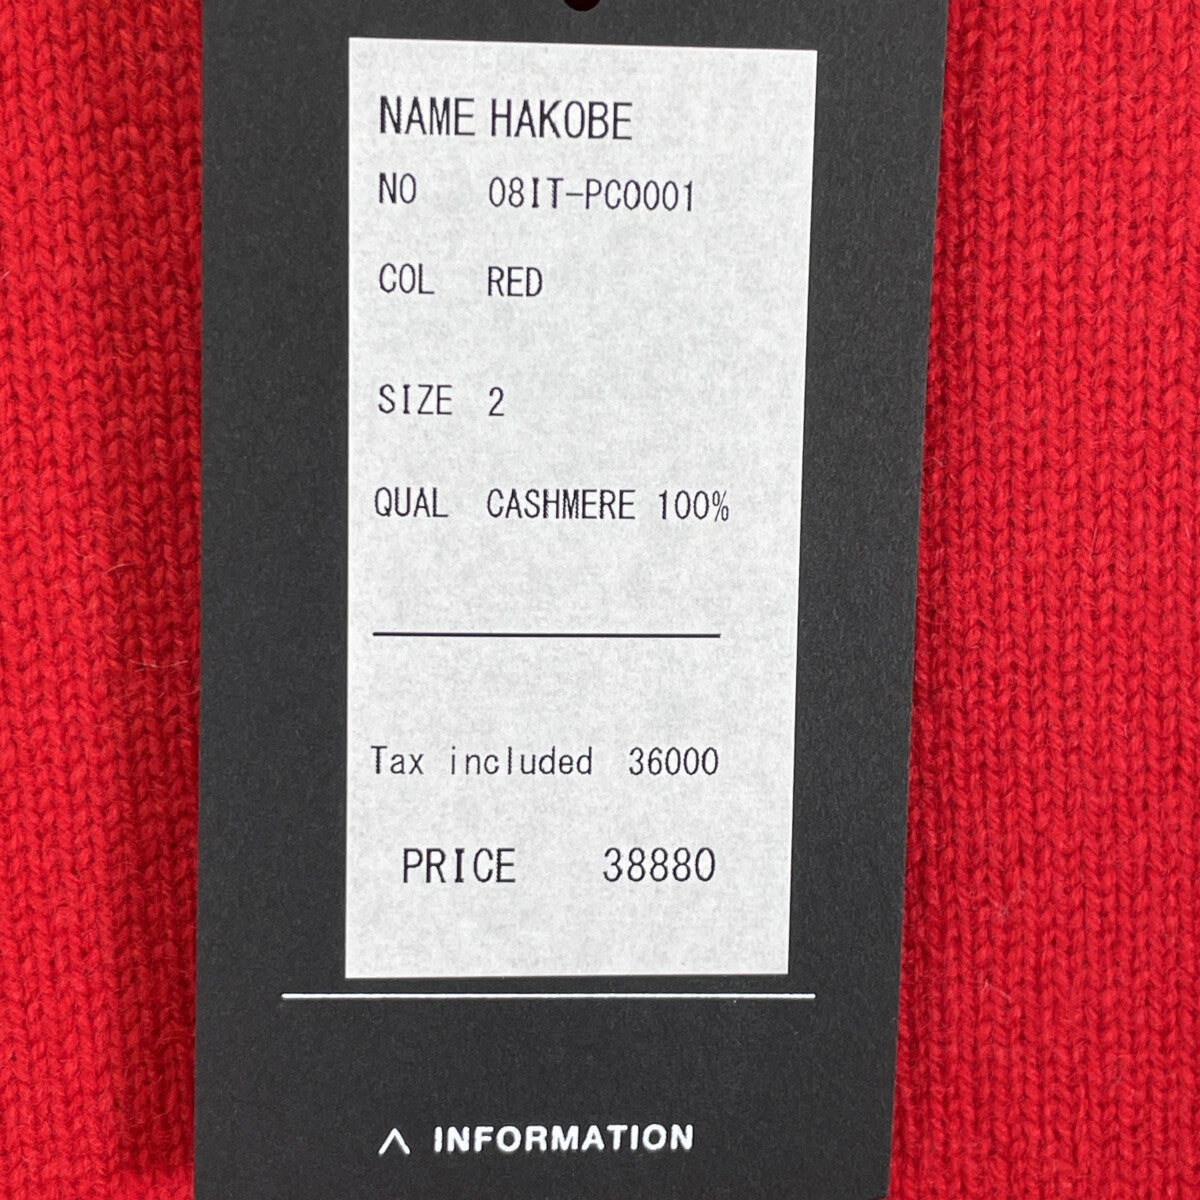 NAME HAKOBE
NO 08IT-PC0001
COL RED
SIZE 2
QUAL CASHMERE 100%
Tax included 36000
PRICE 38880
INFORMATION